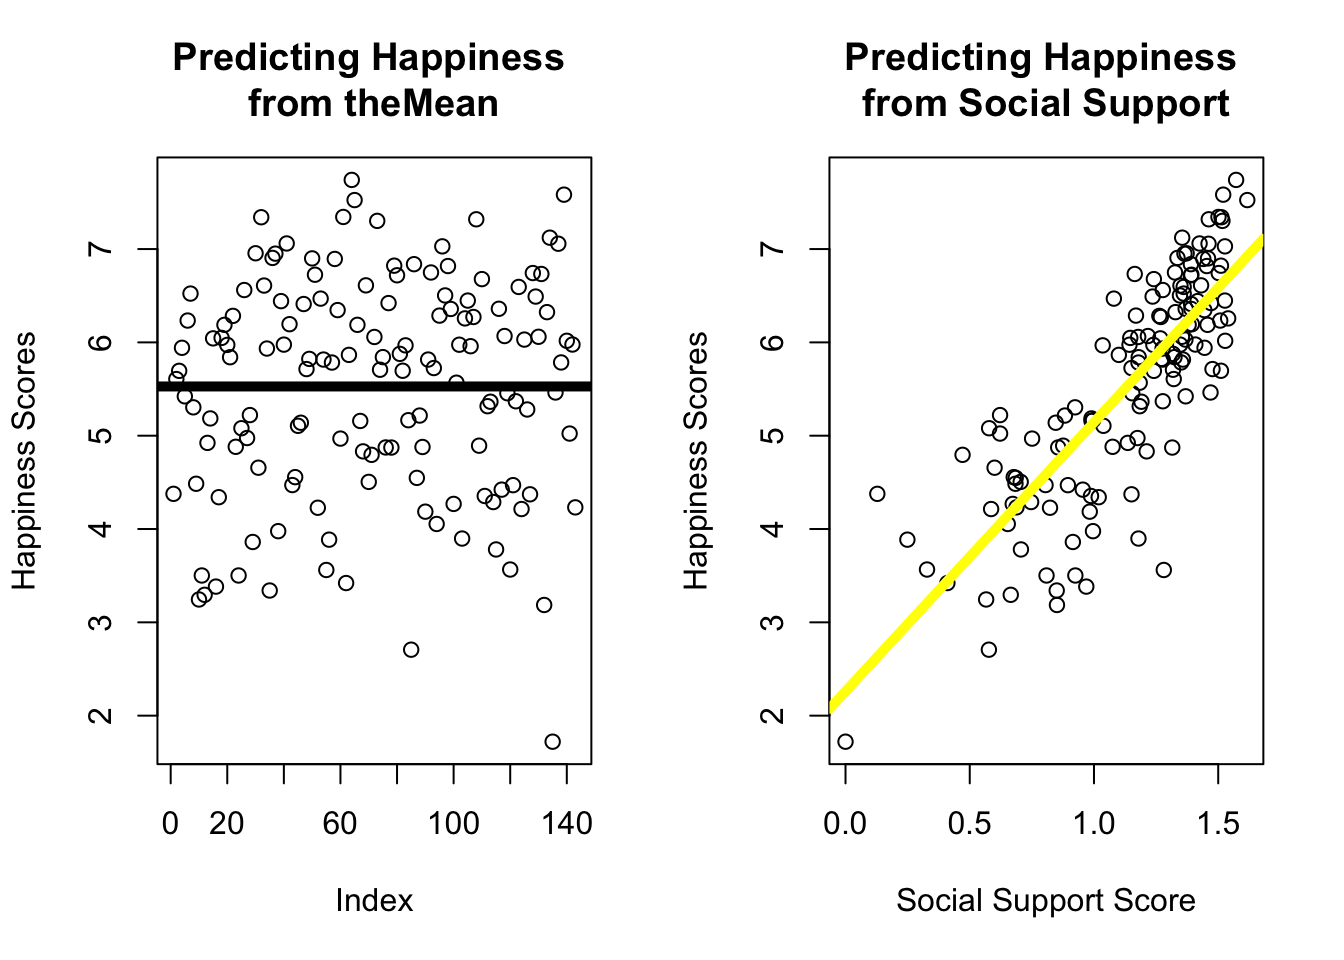 Predicting Happiness
from theMean
Happiness Scores
7
6
5
4
3
2
0 20 60 100 140
Index
Predicting Happiness
from Social Support
Happiness Scores
7
6
5
4
3
2
0.0 0.5 1.0 1.5
Social Support Score